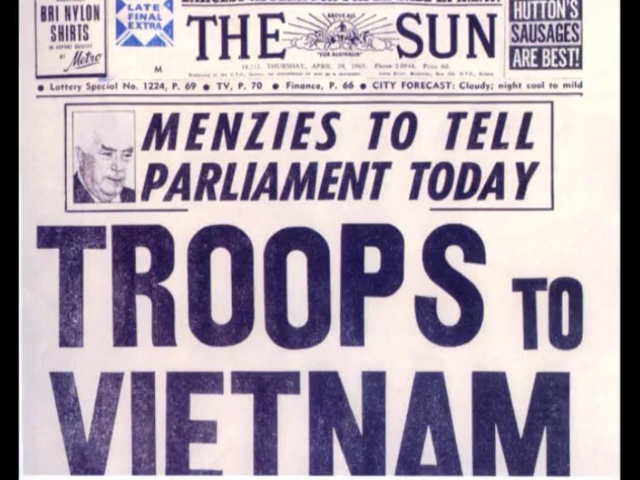 BRI NYLON
SHIRTS
Metro
LATE
FINAL
EXTRA
THE SUN
ABOVE ALL
"FOR AUSTRALIA"
HUTTON'S
SAUSAGES
ARE BEST!
THURSDAY, APRIL 29, 1965.
M
• Lottery Special No. 1224, P. 69 • TV, P. 70 • Finance, P. 66 • CITY FORECAST: Cloudy; night cool to mild
MENZIES TO TELL
PARLIAMENT TODAY
TROOPS TO
VIETNAM